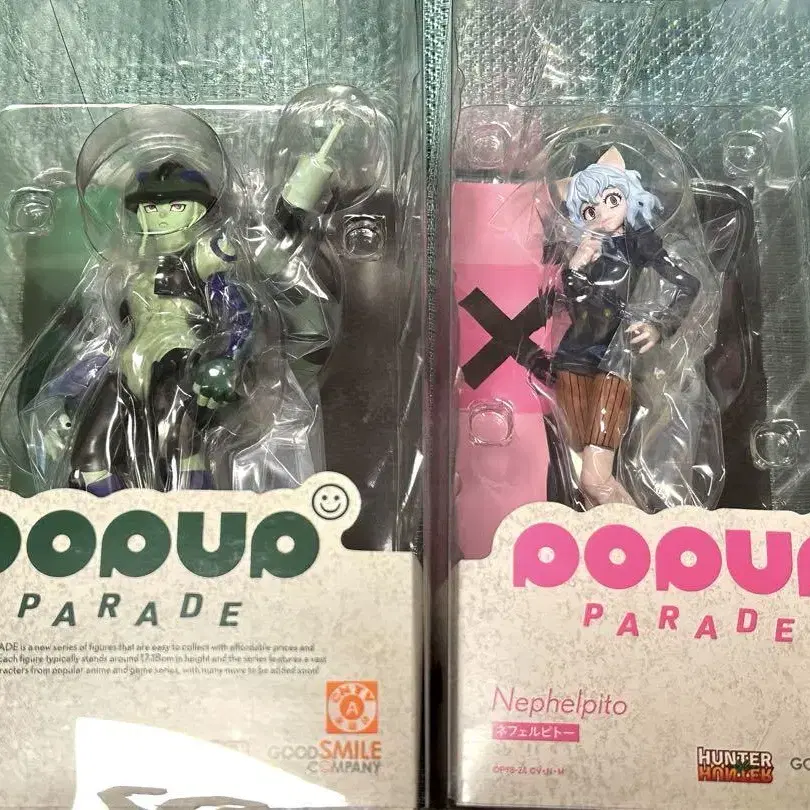 POPUP
PARADE
ADE is a new series of figures that are easy to collect with affordable prices and
each figure typically stands around 17-18cm in height and the series features a vast
racters from popular anime and game series, with many more to be added soon!
CNTV
A
GOOD SMILE
COMPANY
POPUP
PARADE
Nephelpito
ネフェルピトー
HUNTER
HUNTER
GO